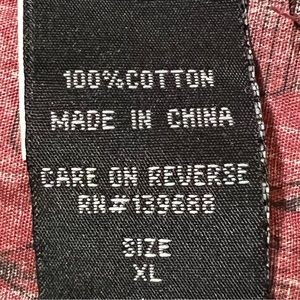 100%COTTON
MADE IN CHINA
CARE ON REVERSE
RN#139688
SIZE
XL